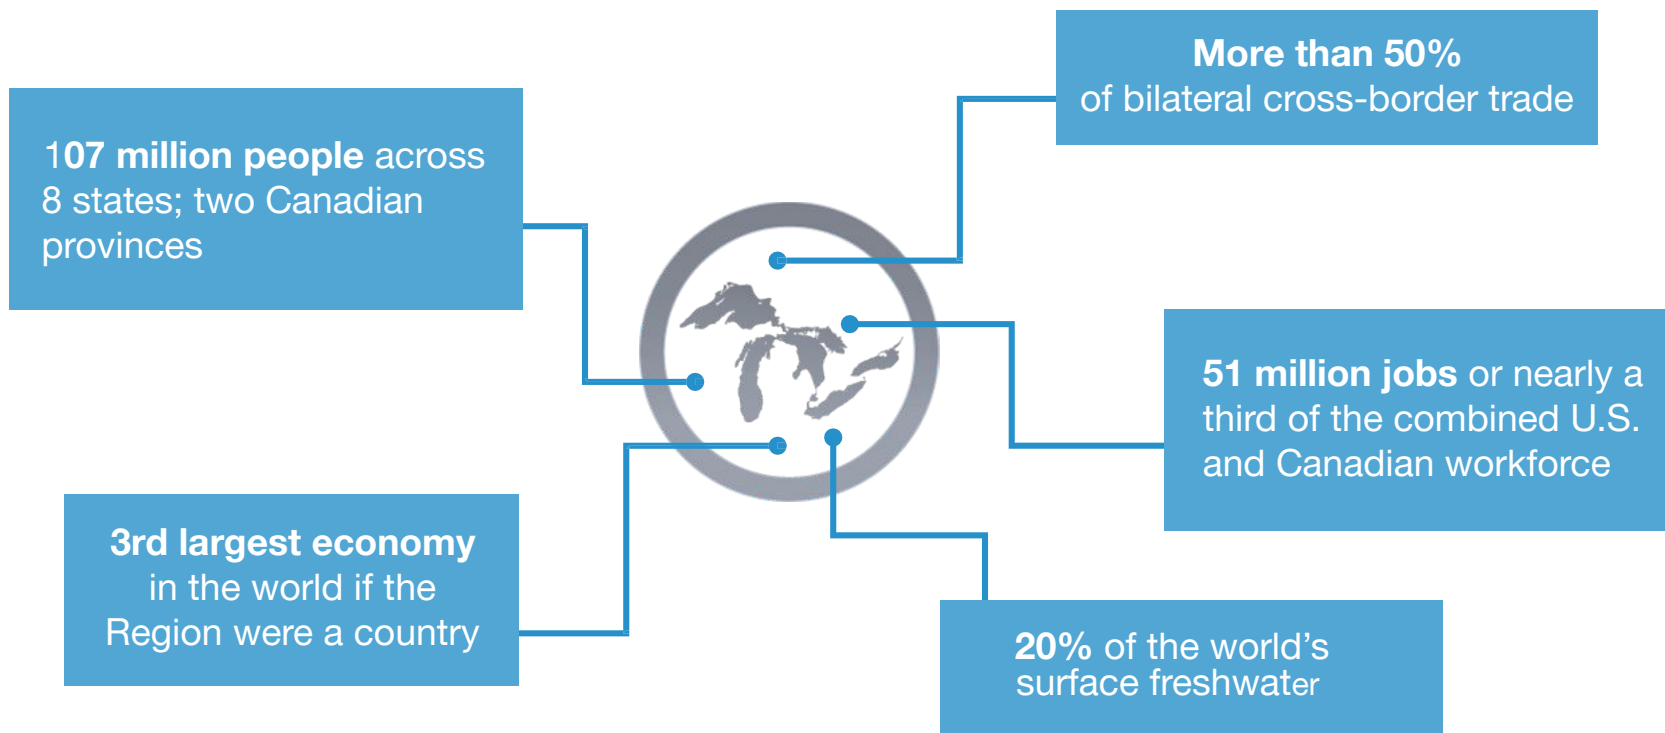 More than 50%
of bilateral cross-border trade
107 million people across
8 states; two Canadian
provinces
51 million jobs or nearly a
third of the combined U.S.
and Canadian workforce
3rd largest economy
in the world if the
Region were a country
20% of the world’s
surface freshwater